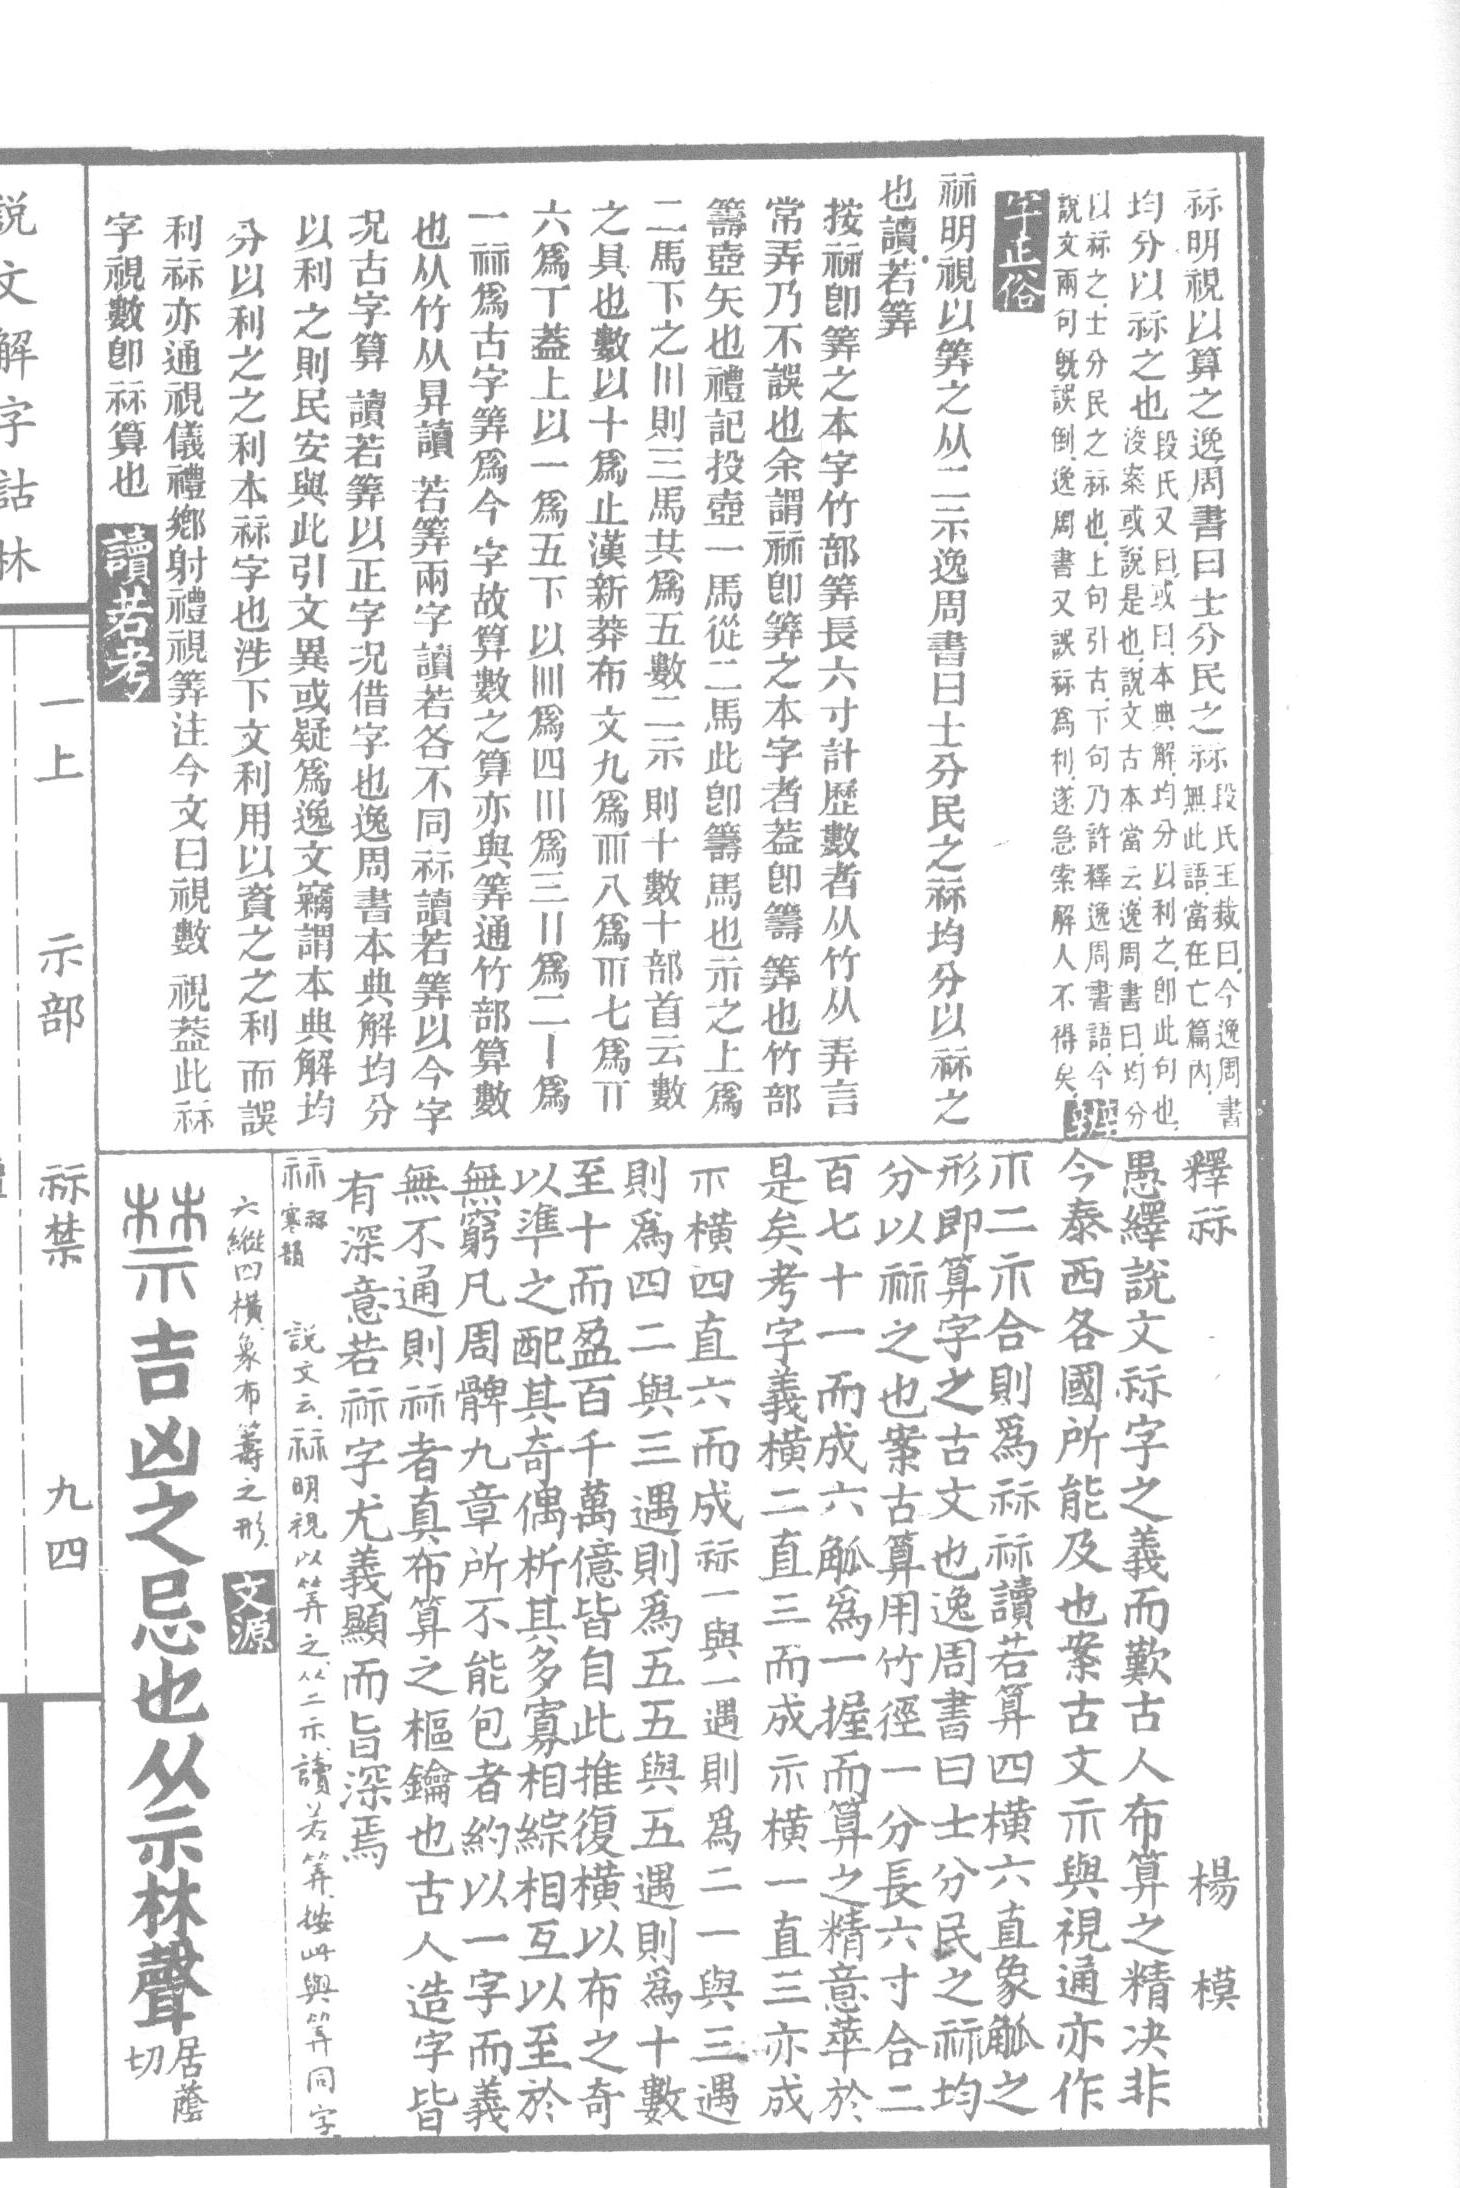 祘明視以算之逸周書曰士分民之祘段氏玉裁曰今逸周書無此語當在亡篇內
均分以祘之也段氏又曰或曰本典解均分以利之卽此句也浚案或說是也說文古本當云逸周書曰均分
以祘之士分民之祘也上句引古下句乃許釋逸周書語今
說文兩句旣誤倒逸周書又誤祘爲利遂急索解人不得矣
字正俗
祘明視以筭之从二示逸周書曰士分民之祘均分以祘之
也讀若筭
按祘卽筭之本字竹部筭長六寸計歷數者从竹从弄言
常弄乃不誤也余謂祘卽筭之本字者葢卽籌筭也竹部
籌壺矢也禮記投壺一馬從二馬此卽籌馬也示之上爲
二馬下之川則三馬其爲五數二示則十數十部首云數
之具也數以十爲止漢新莽布文九爲𝍤八爲𝍣七爲𝍢
六爲丅葢上以一爲五下以〣爲四川爲三〢爲二丨爲
一祘爲古字筭爲今字故算數之算亦與筭通竹部算數
也从竹从昇讀若筭兩字讀若各不同祘讀若筭以今字
况古字算讀若筭以正字况借字也逸周書本典解均分
以利之則民安與此引文異或疑爲逸文竊謂本典解均
分以利之之利本祘字也涉下文利用以資之之利而誤
利祘亦通視儀禮鄉射禮視筭注今文曰視數視葢此祘
字視數卽祘算也
讀若考
釋祘 楊模
愚繹說文祘字之義而歎古人布算之精决非
今泰西各國所能及也案古文示與視通亦作
示二示合則爲祘祘讀若算四橫六直象觚之
形即算字之古文也逸周書曰士分民之祘均
分以祘之也案古算用竹徑一分長六寸合二
百七十一而成六觚爲一握而算之精意萃於
是矣考字義橫二直三而成示橫一直三亦成
示橫四直六而成祘一與一遇則爲二一與三遇
則爲四二與三遇則爲五五與五遇則爲十數
至十而盈百千萬億皆自此推復橫以布之奇
以準之配其奇偶析其多寡相綜相互以至於
無窮凡周髀九章所不能包者約以一字而義
無不通則祘者真布算之樞鑰也古人造字皆
有深意若祘字尤義顯而旨深焉
祘祘寒韻 說文云祘明視以筭之从二示讀若筭按此與筭同字
六縱四橫象布籌之形
文源
禁吉凶之忌也从示林聲居蔭切
說文解字詁林
一上
示部
祘禁
九四